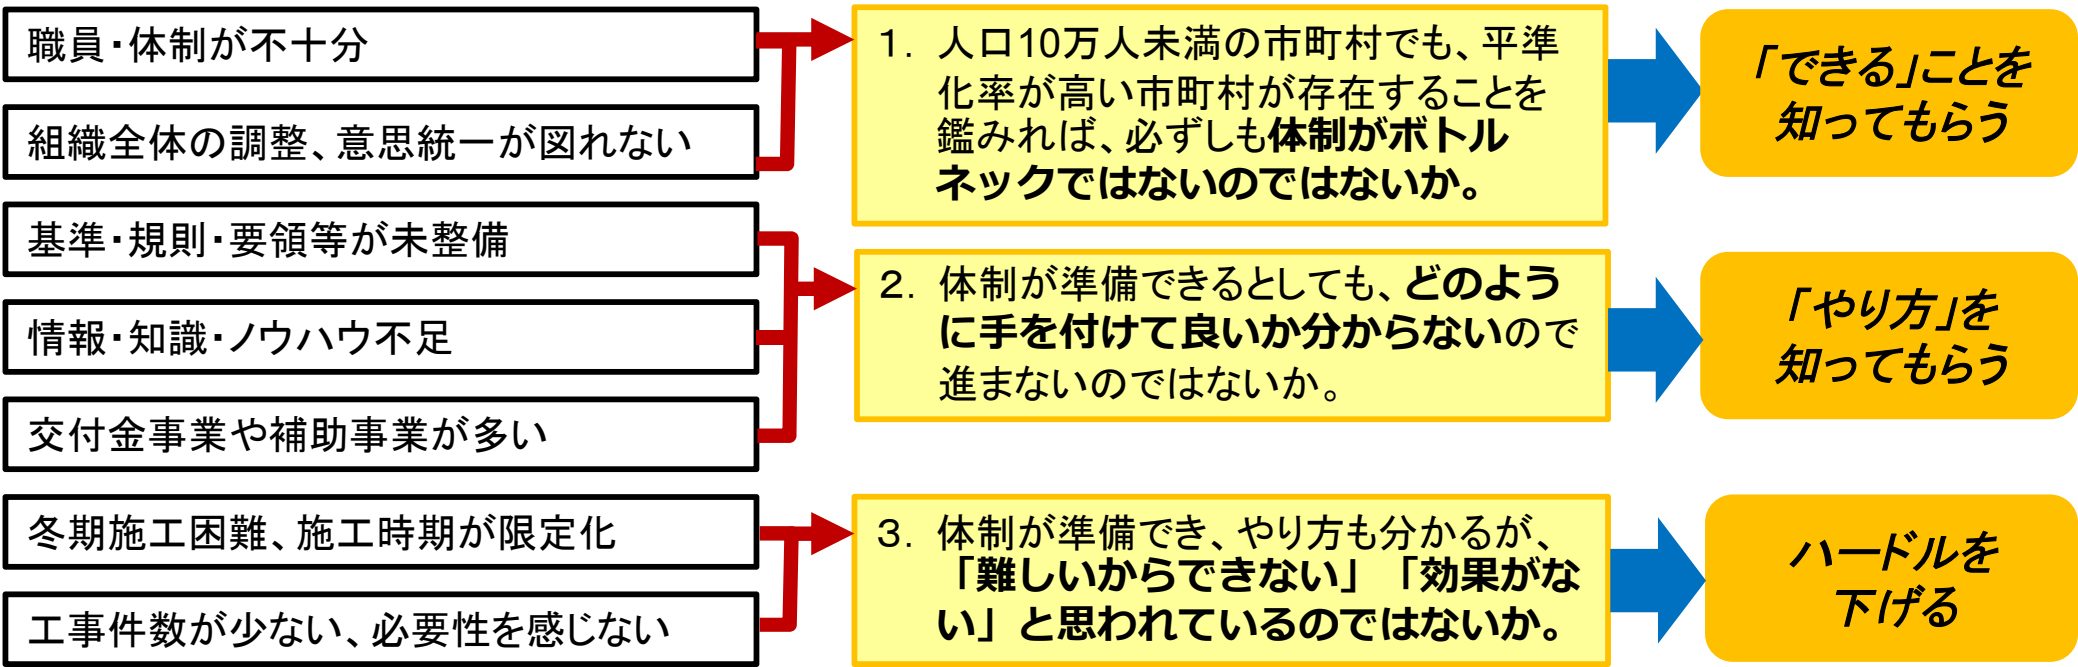 職員・体制が不十分
組織全体の調整、意思統一が図れない
基準・規則・要領等が未整備
情報・知識・ノウハウ不足
交付金事業や補助事業が多い
冬期施工困難、施工時期が限定化
工事件数が少ない、必要性を感じない
１．人口10万人未満の市町村でも、平準
化率が高い市町村が存在することを
鑑みれば、必ずしも体制がボトル
ネックではないのではないか。
２．体制が準備できるとしても、どのよう
に手を付けて良いか分からないので
進まないのではないか。
３．体制が準備でき、やり方も分かるが、
「難しいからできない」「効果がな
い」と思われているのではないか。
「できる」ことを
知ってもらう
「やり方」を
知ってもらう
ハードルを
下げる